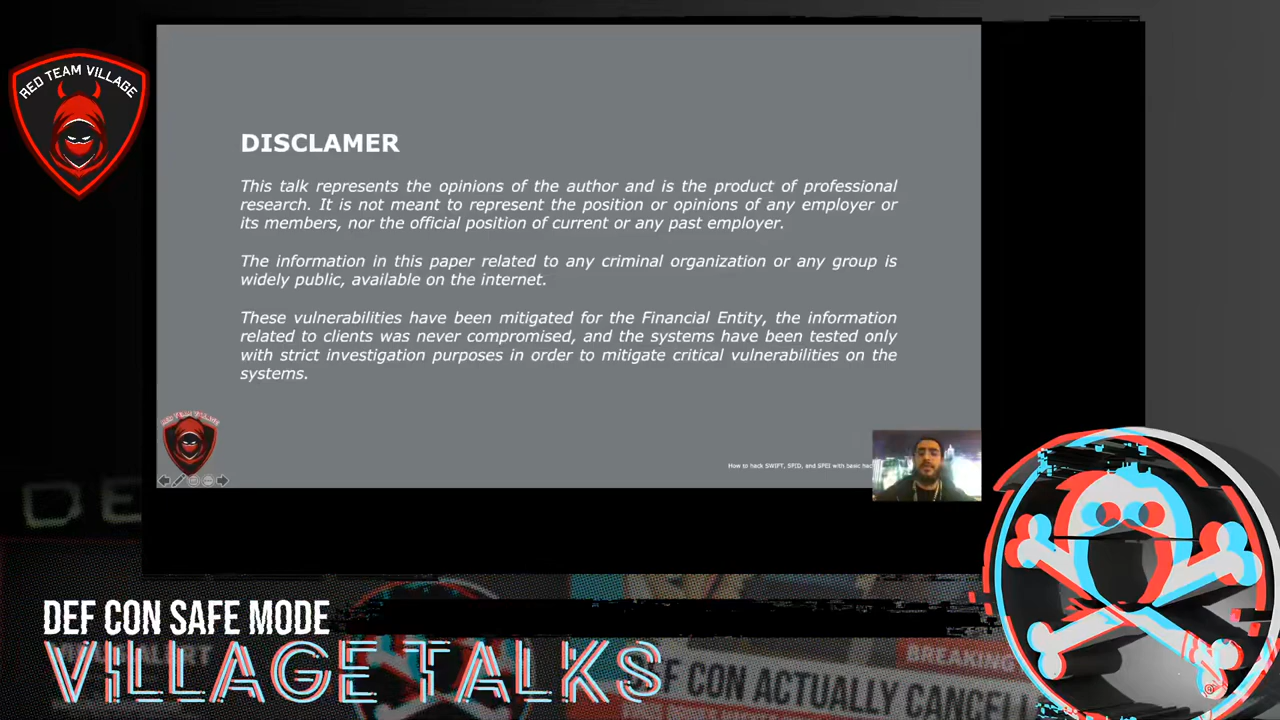 RED TEAM VILLAGE
DISCLAMER
This talk represents the opinions of the author and is the product of professional
research. It is not meant to represent the position or opinions of any employer or
its members, nor the official position of current or any past employer.
The information in this paper related to any criminal organization or any group is
widely public, available on the internet.
These vulnerabilities have been mitigated for the Financial Entity, the information
related to clients was never compromised, and the systems have been tested only
with strict investigation purposes in order to mitigate critical vulnerabilities on the
systems.
RED TEAM VILLAGE
How to hack SWIFT, SPID, and SPEI with basic
DE
DEF CON SAFE MODE
VILLAGE TALKS
BREAKING
EF CON ACTUALLY CANCELL